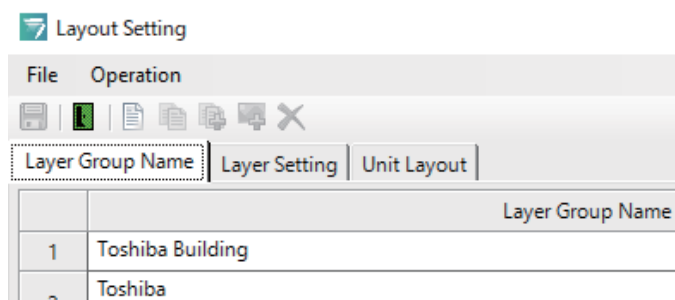 Layout Setting
File Operation
Layer Group Name Layer Setting Unit Layout
Layer Group Name
1 Toshiba Building
Toshiba